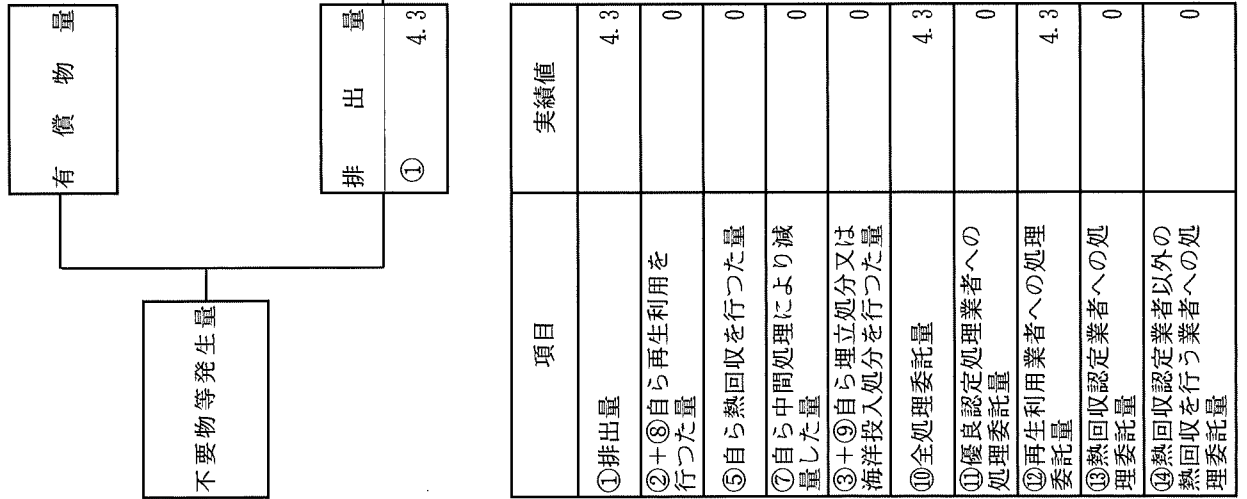 不要物等発生量
有償物量
排出量
① 4.3
項目 実績値
①排出量 4.3
②+⑧自ら再生利用を
行つた量 0
⑤自ら熱回収を行つた量 0
⑦自ら中間処理により減
量した量 0
③+⑨自ら埋立処分又は
海洋投入処分を行つた量 0
⑩全処理委託量 4.3
⑪優良認定処理業者への
処理委託量 0
⑫再生利用業者への処理
委託量 4.3
⑬熱回収認定業者への処
理委託量 0
⑭熱回収認定業者以外の
熱回収を行う業者への処
理委託量 0